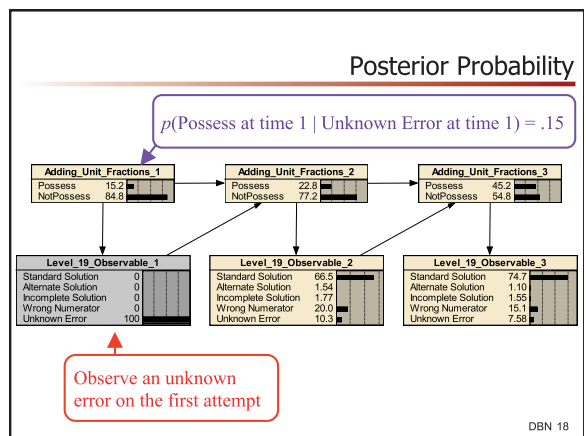 Posterior Probability
p(Possess at time 1 | Unknown Error at time 1) = .15
Adding_Unit_Fractions_1
Possess 15.2
NotPossess 84.8
Adding_Unit_Fractions_2
Possess 22.8
NotPossess 77.2
Adding_Unit_Fractions_3
Possess 45.2
NotPossess 54.8
Level_19_Observable_1
Standard Solution 0
Alternate Solution 0
Incomplete Solution 0
Wrong Numerator 0
Unknown Error 100
Level_19_Observable_2
Standard Solution 66.5
Alternate Solution 1.54
Incomplete Solution 1.77
Wrong Numerator 20.0
Unknown Error 10.3
Level_19_Observable_3
Standard Solution 74.7
Alternate Solution 1.10
Incomplete Solution 1.55
Wrong Numerator 15.1
Unknown Error 7.58
Observe an unknown
error on the first attempt
DBN 18